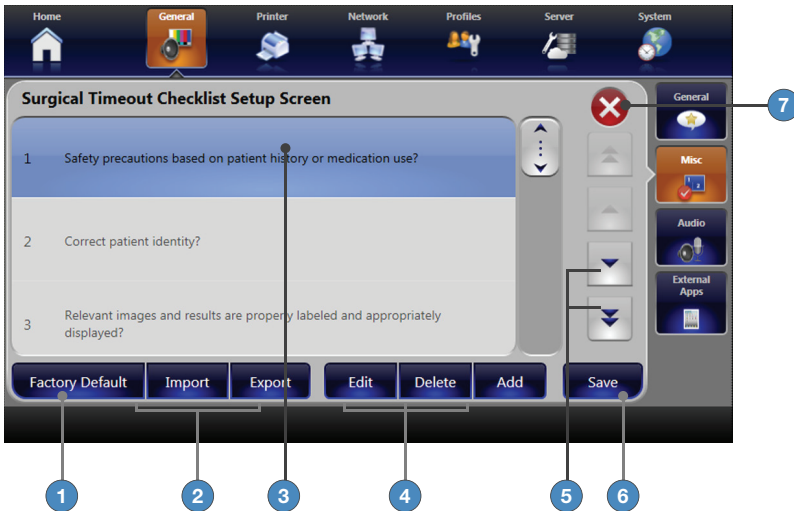 Home General Printer Network Profiles Server System
Surgical Timeout Checklist Setup Screen
1 Safety precautions based on patient history or medication use?
2 Correct patient identity?
3 Relevant images and results are properly labeled and appropriately
displayed?
Factory Default Import Export Edit Delete Add Save
General
Misc
Audio
External
Apps
7
1 2 3 4 5 6